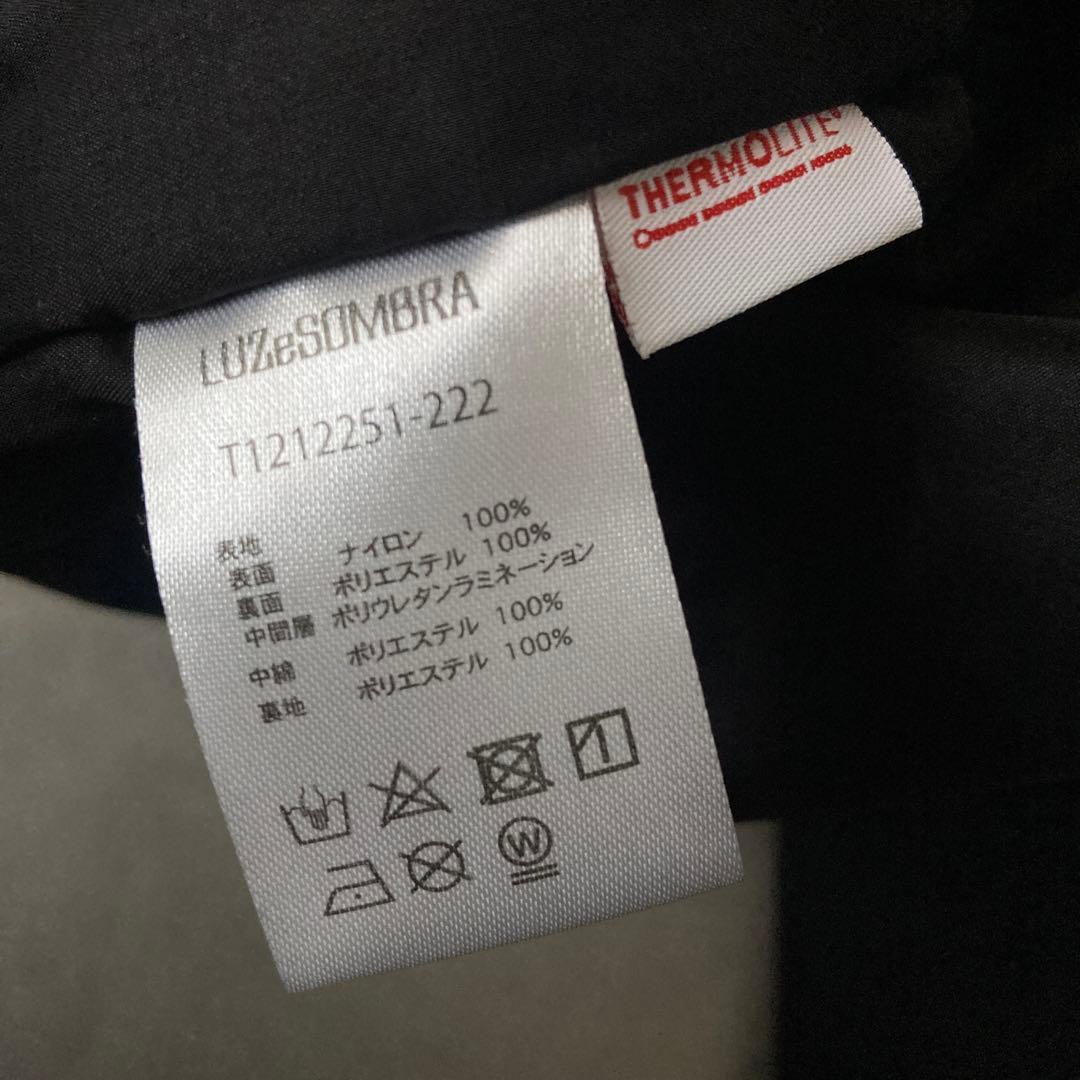 THERMOLITE®
LUZeSOMBRA
T1212251-222
表地
表面 ナイロン 100%
裏面 ポリエステル 100%
中間層 ポリウレタンラミネーション
中綿 ポリエステル 100%
裏地 ポリエステル 100%
W